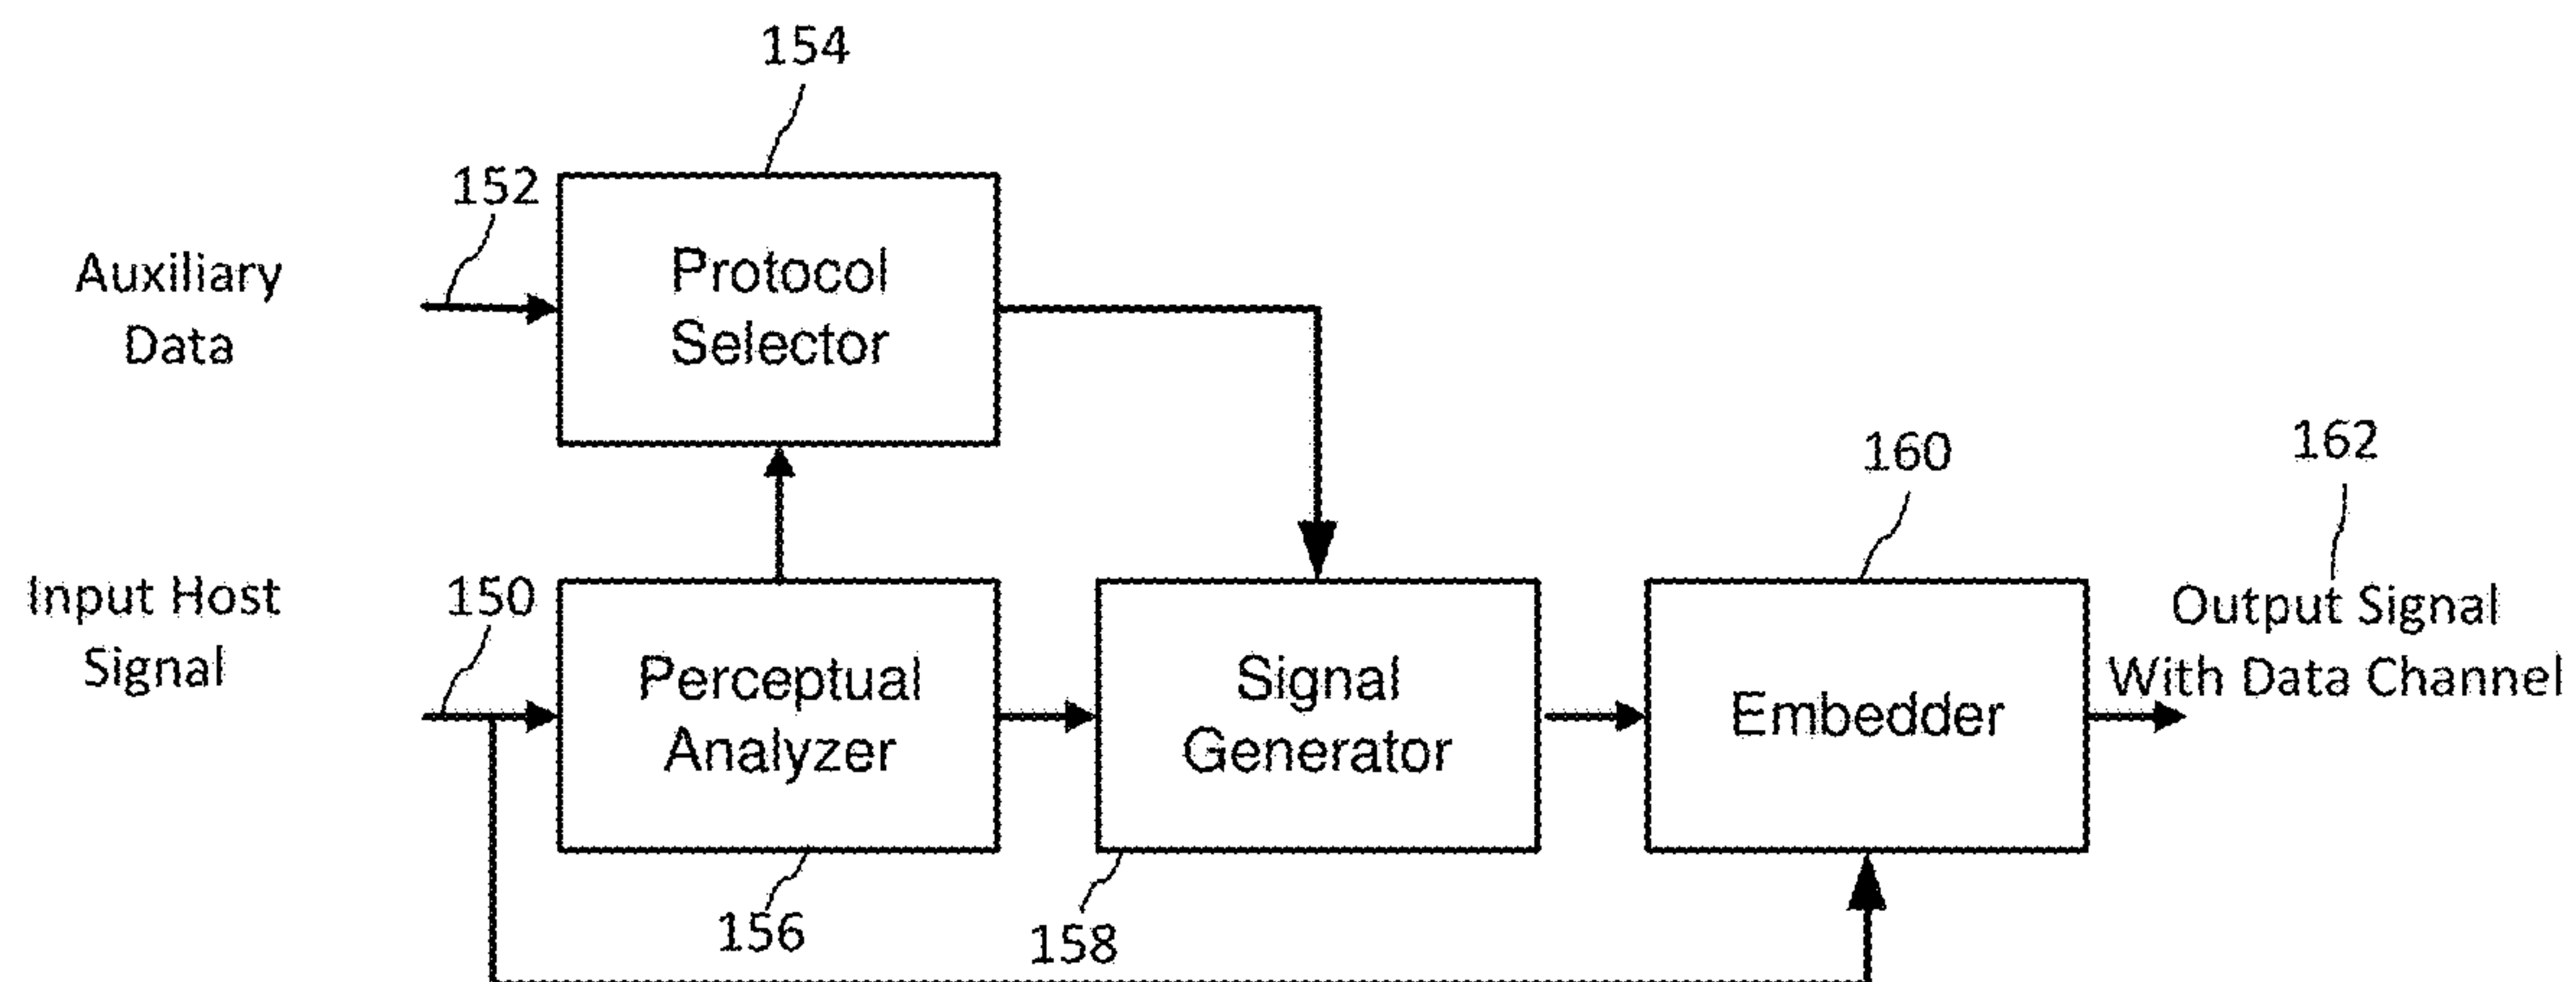 154
152
Auxiliary
Data
Protocol
Selector
160
162
Input Host
Signal
150
Perceptual
Analyzer
Signal
Generator
Embedder
Output Signal
With Data Channel
156
158